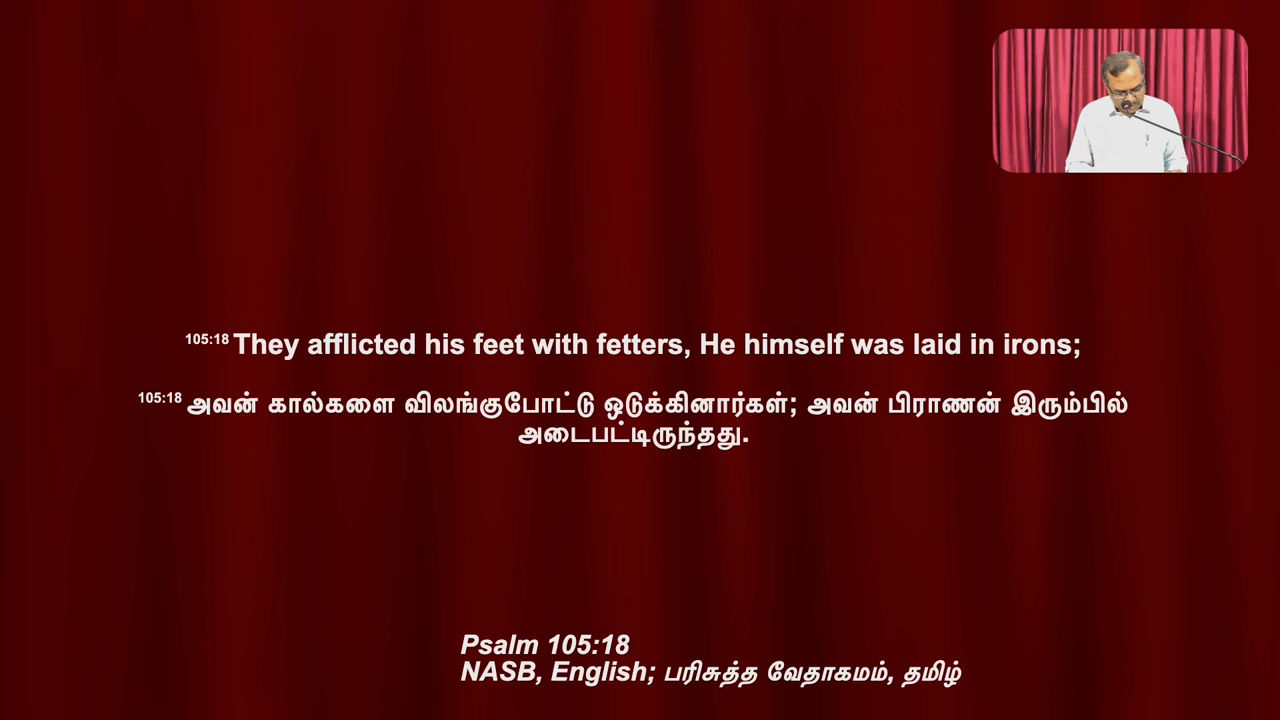 105:18 They afflicted his feet with fetters, He himself was laid in irons;
105:18 அவன் கால்களை விலங்குபோட்டு ஒடுக்கினார்கள்; அவன் பிராணன் இரும்பில்
அடைபட்டிருந்தது.
Psalm 105:18
NASB, English; பரிசுத்த வேதாகமம், தமிழ்